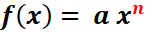 f(x) = a xⁿ